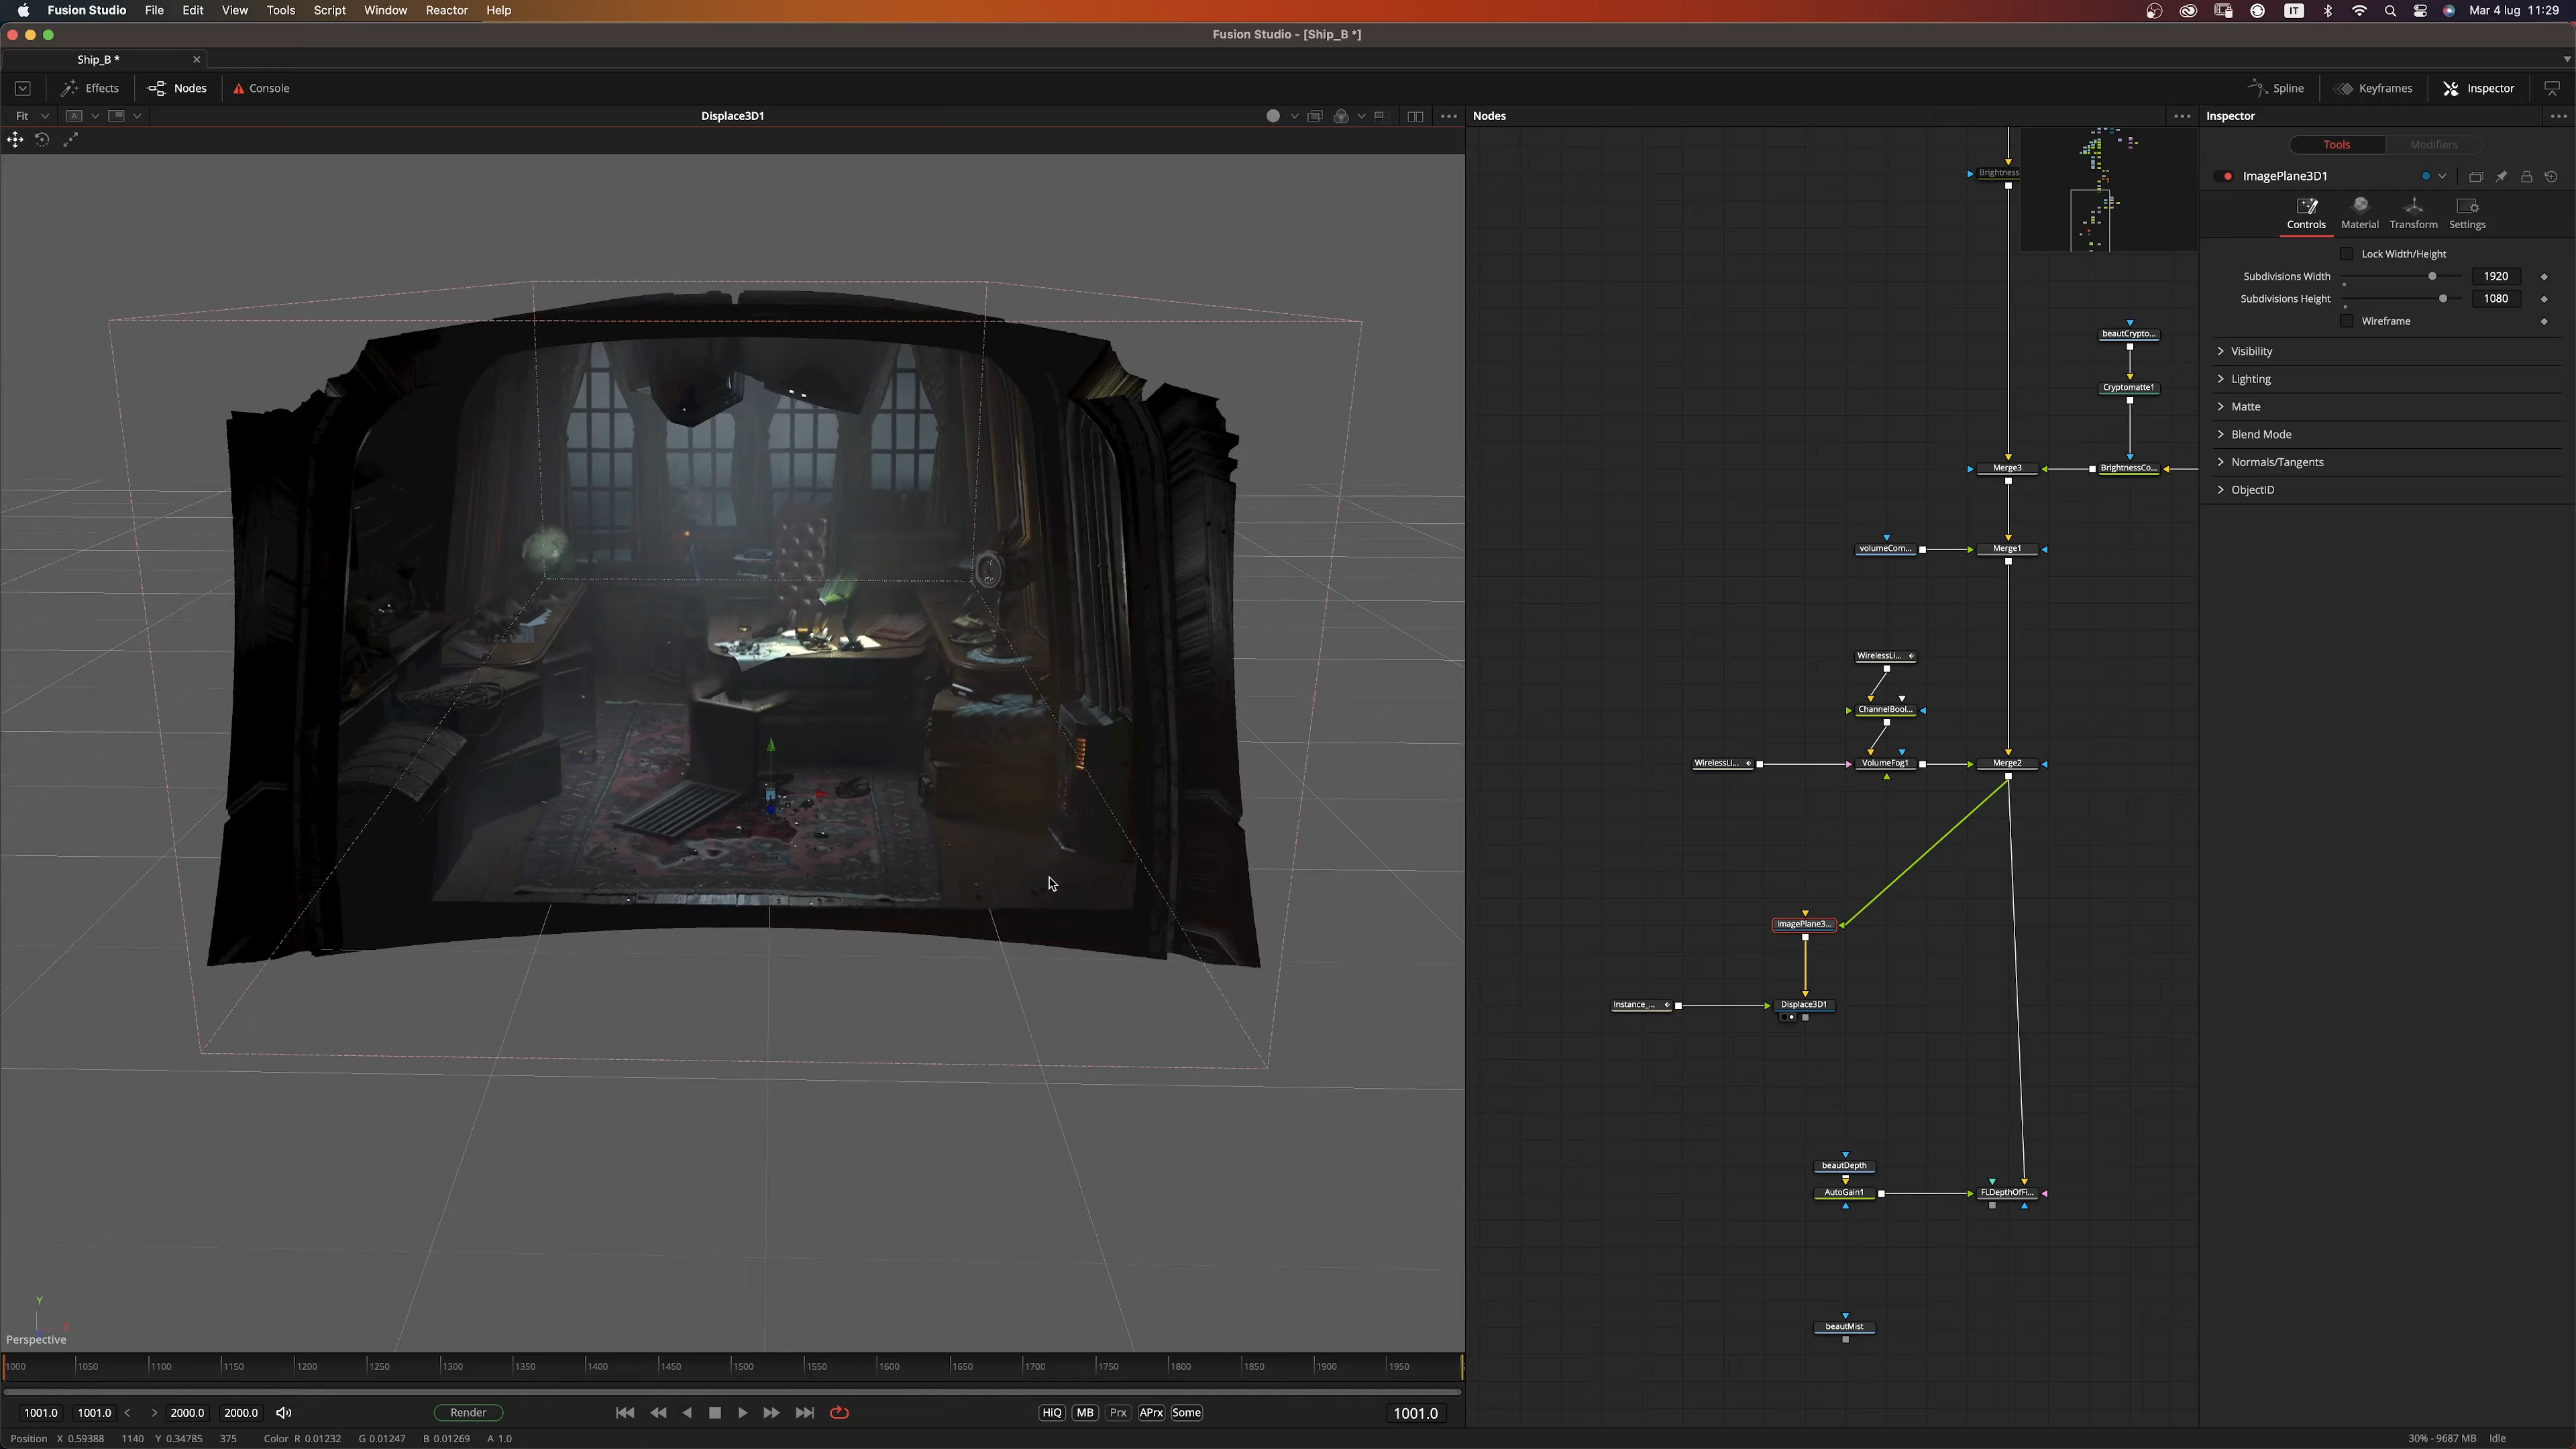 Fusion Studio File Edit View Tools Script Window Reactor Help IT Mar 4 lug 11:29
Fusion Studio - [Ship_B *]
Ship_B *
Effects Nodes Console Spline Keyframes Inspector
Fit A Displace3D1 Nodes Inspector
Tools Modifiers
ImagePlane3D1
Controls Material Transform Settings
Lock Width/Height
Subdivisions Width 1920
Subdivisions Height 1080
Wireframe
Visibility
Lighting
Matte
Blend Mode
Normals/Tangents
ObjectID
Brightness
beautCrypto...
Cryptomatte1
Merge3 BrightnessCo...
volumeCom... Merge1
WirelessLi...
ChannelBool...
WirelessLi... VolumeFog1 Merge2
ImagePlane3...
Instance_... Displace3D1
beautDepth
AutoGain1 FLDepthOfFi...
beautMist
Y
Perspective
1000 1050 1100 1150 1200 1250 1300 1350 1400 1450 1500 1550 1600 1650 1700 1750 1800 1850 1900 1950
1001.0 1001.0 < > 2000.0 2000.0 Render HiQ MB Prx APrx Some 1001.0
Position X 0.59388 1140 Y 0.34785 375 Color R 0.01232 G 0.01247 B 0.01269 A 1.0 30% - 9687 MB Idle